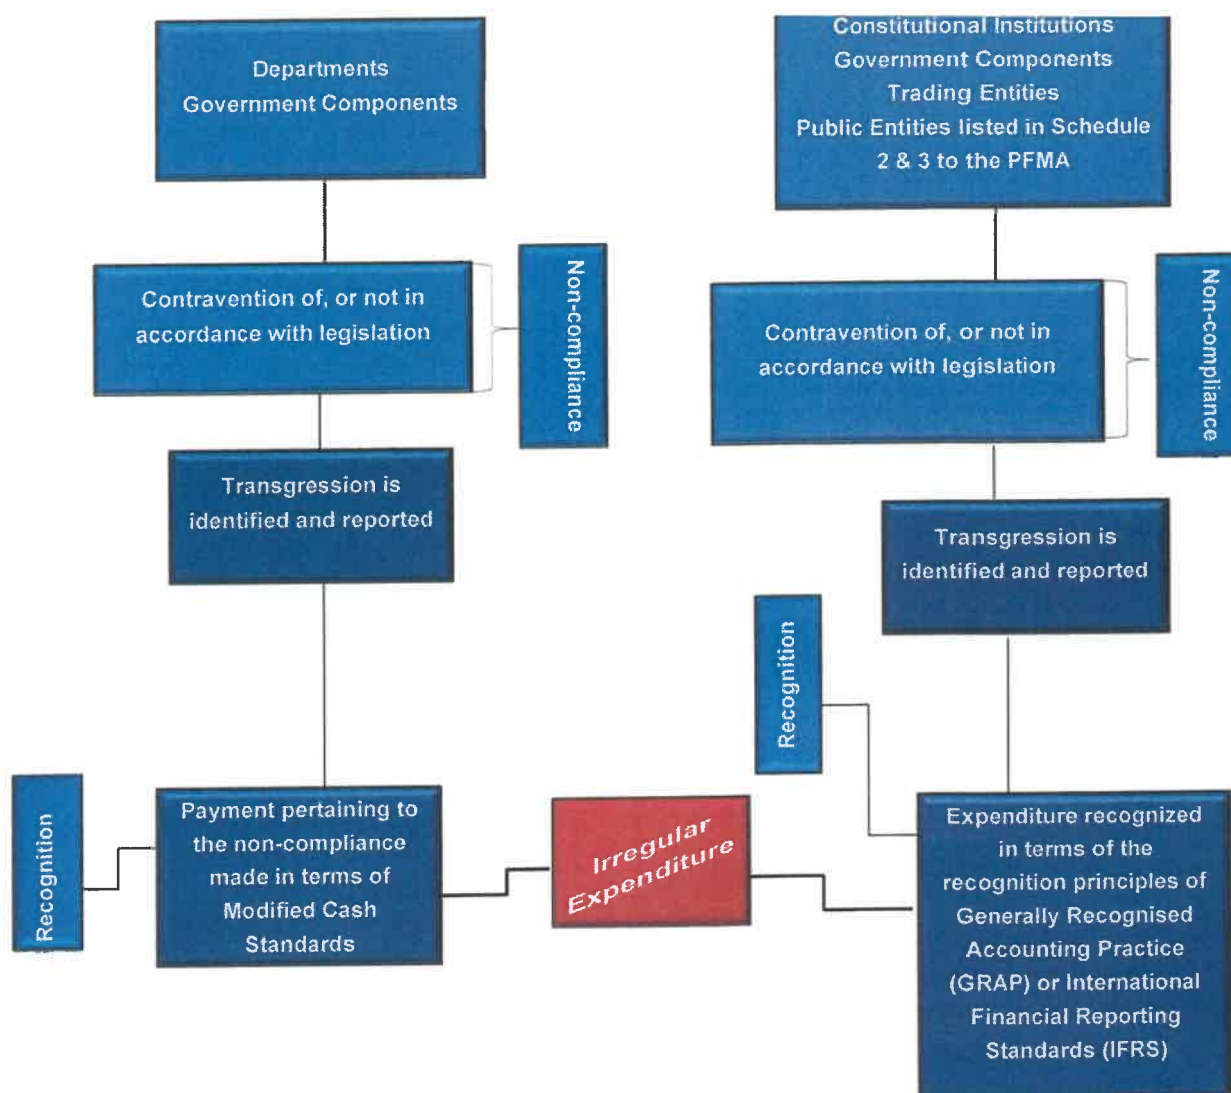 Departments
Government Components
Contravention of, or not in
accordance with legislation
Non-compliance
Transgression is
identified and reported
Recognition
Payment pertaining to
the non-compliance
made in terms of
Modified Cash
Standards
Irregular
Expenditure
Constitutional Institutions
Government Components
Trading Entities
Public Entities listed in Schedule
2 & 3 to the PFMA
Contravention of, or not in
accordance with legislation
Non-compliance
Transgression is
identified and reported
Recognition
Expenditure recognized
in terms of the
recognition principles of
Generally Recognised
Accounting Practice
(GRAP) or International
Financial Reporting
Standards (IFRS)